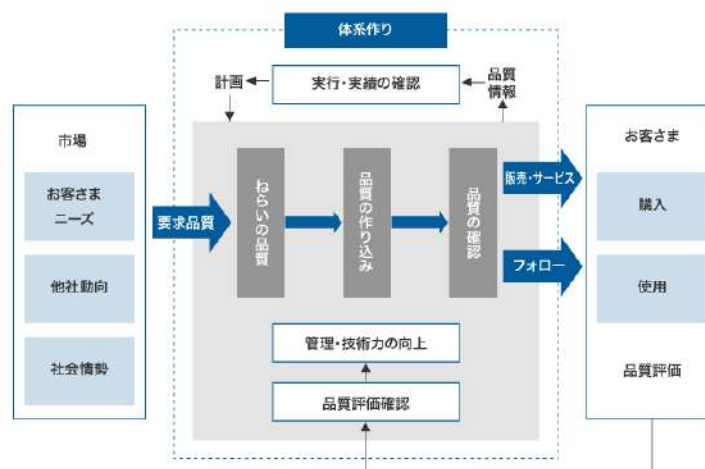 体系作り
計画
実行・実績の確認
品質
情報
市場
お客さま
ニーズ
他社動向
社会情勢
要求品質
ねらいの品質
品質の作り込み
品質の確認
管理・技術力の向上
品質評価確認
販売・サービス
フォロー
お客さま
購入
使用
品質評価